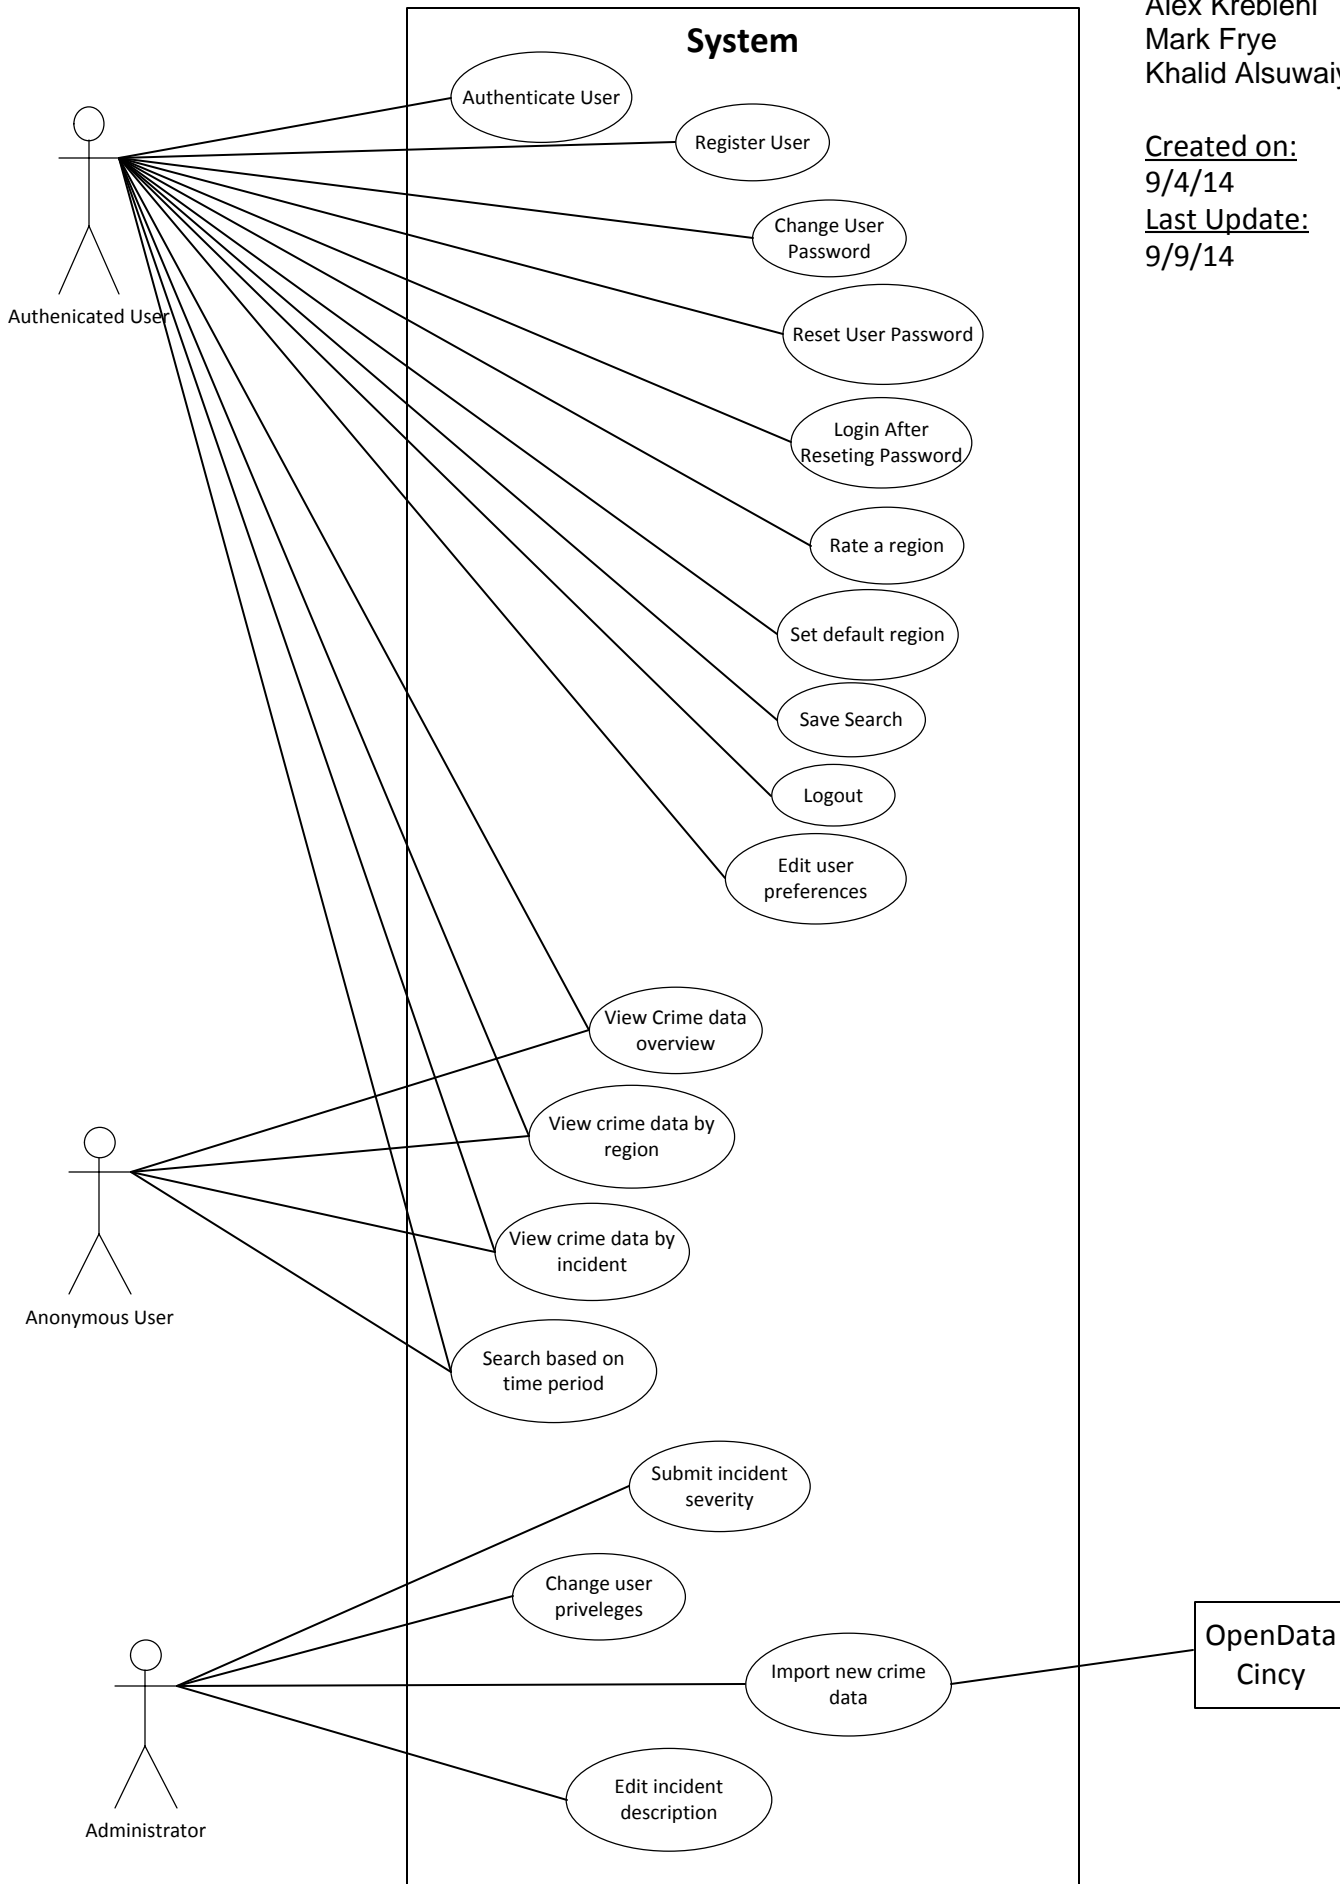 System
Alex Krebiehl
Mark Frye
Khalid
Created on:
9/4/14
Last Update:
9/9/14
Authenicated User
Authenticate User
Register User
Change User
Password
Reset User Password
Login After
Reseting Password
Rate a region
Set default region
Save Search
Logout
Edit user
preferences
View Crime data
overview
View crime data by
region
View crime data by
incident
Search based on
time period
Anonymous User
Submit incident
severity
Change user
priveleges
Import new crime
data
Edit incident
description
Administrator
OpenData
Cincy